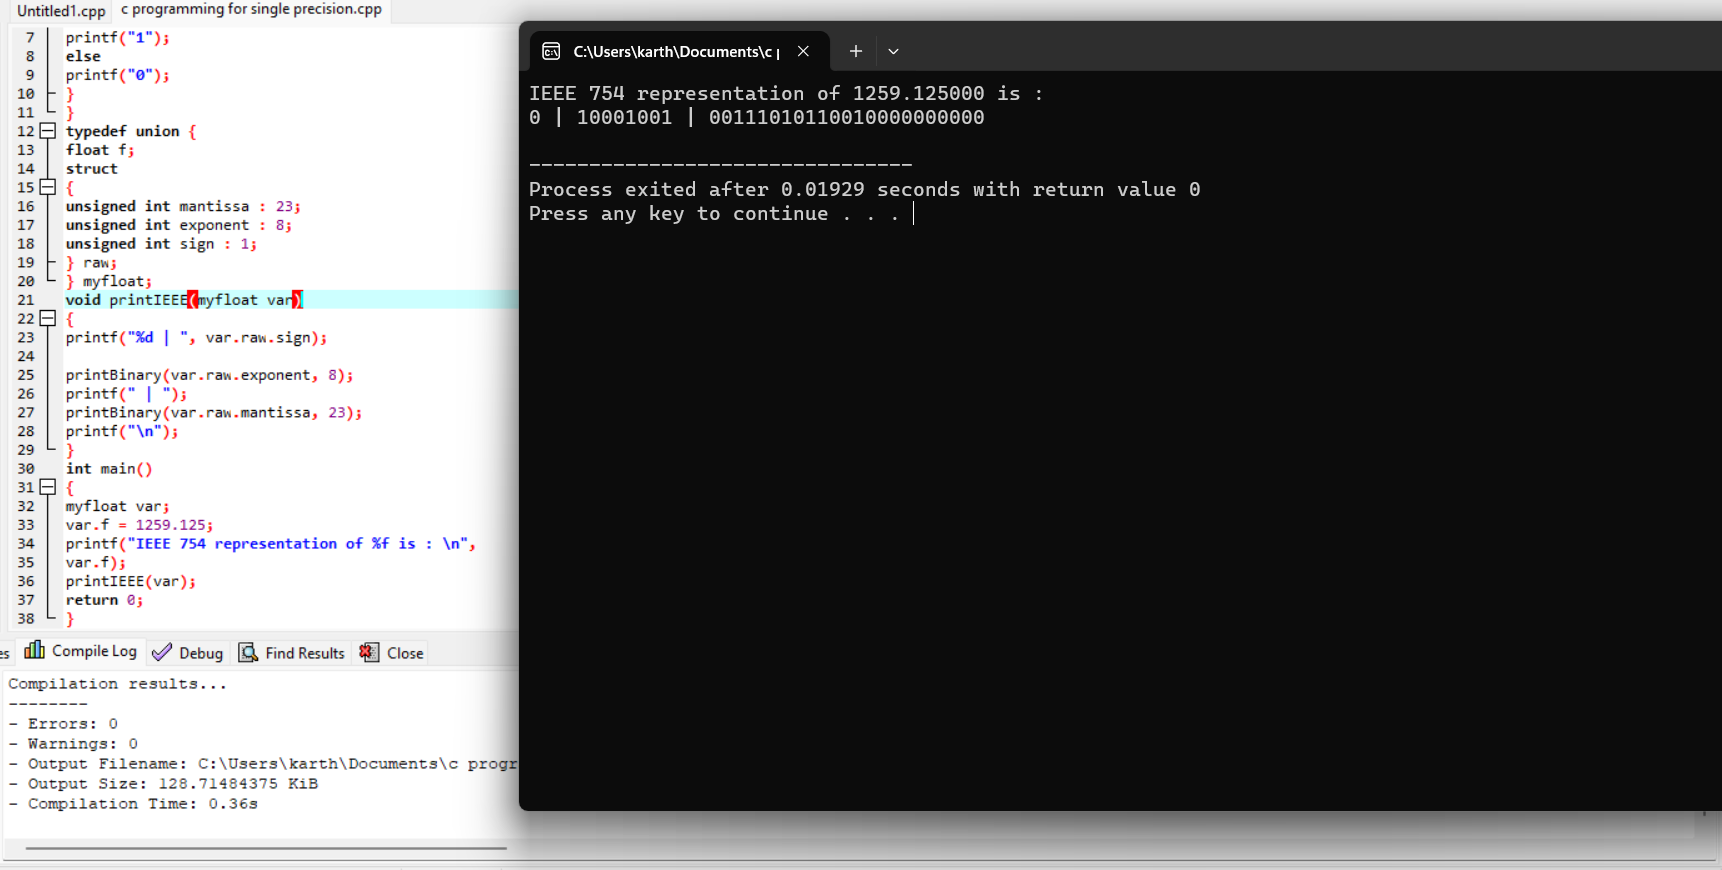 Untitled1.cpp c programming for single precision.cpp
7 printf("1");
8 else
9 printf("0");
10 }
11 }
12 typedef union {
13 float f;
14 struct
15 {
16 unsigned int mantissa : 23;
17 unsigned int exponent : 8;
18 unsigned int sign : 1;
19 } raw;
20 } myfloat;
21 void printIEEE(myfloat var)
22 {
23 printf("%d | ", var.raw.sign);
24
25 printBinary(var.raw.exponent, 8);
26 printf(" | ");
27 printBinary(var.raw.mantissa, 23);
28 printf("\n");
29 }
30 int main()
31 {
32 myfloat var;
33 var.f = 1259.125;
34 printf("IEEE 754 representation of %f is : \n",
35 var.f);
36 printIEEE(var);
37 return 0;
38 }
es Compile Log Debug Find Results Close
Compilation results...
--------
- Errors: 0
- Warnings: 0
- Output Filename: C:\Users\karth\Documents\c progr
- Output Size: 128.71484375 KiB
- Compilation Time: 0.36s
C:\Users\karth\Documents\c p
IEEE 754 representation of 1259.125000 is :
0 | 10001001 | 00111010110010000000000
--------------------------------
Process exited after 0.01929 seconds with return value 0
Press any key to continue . . .